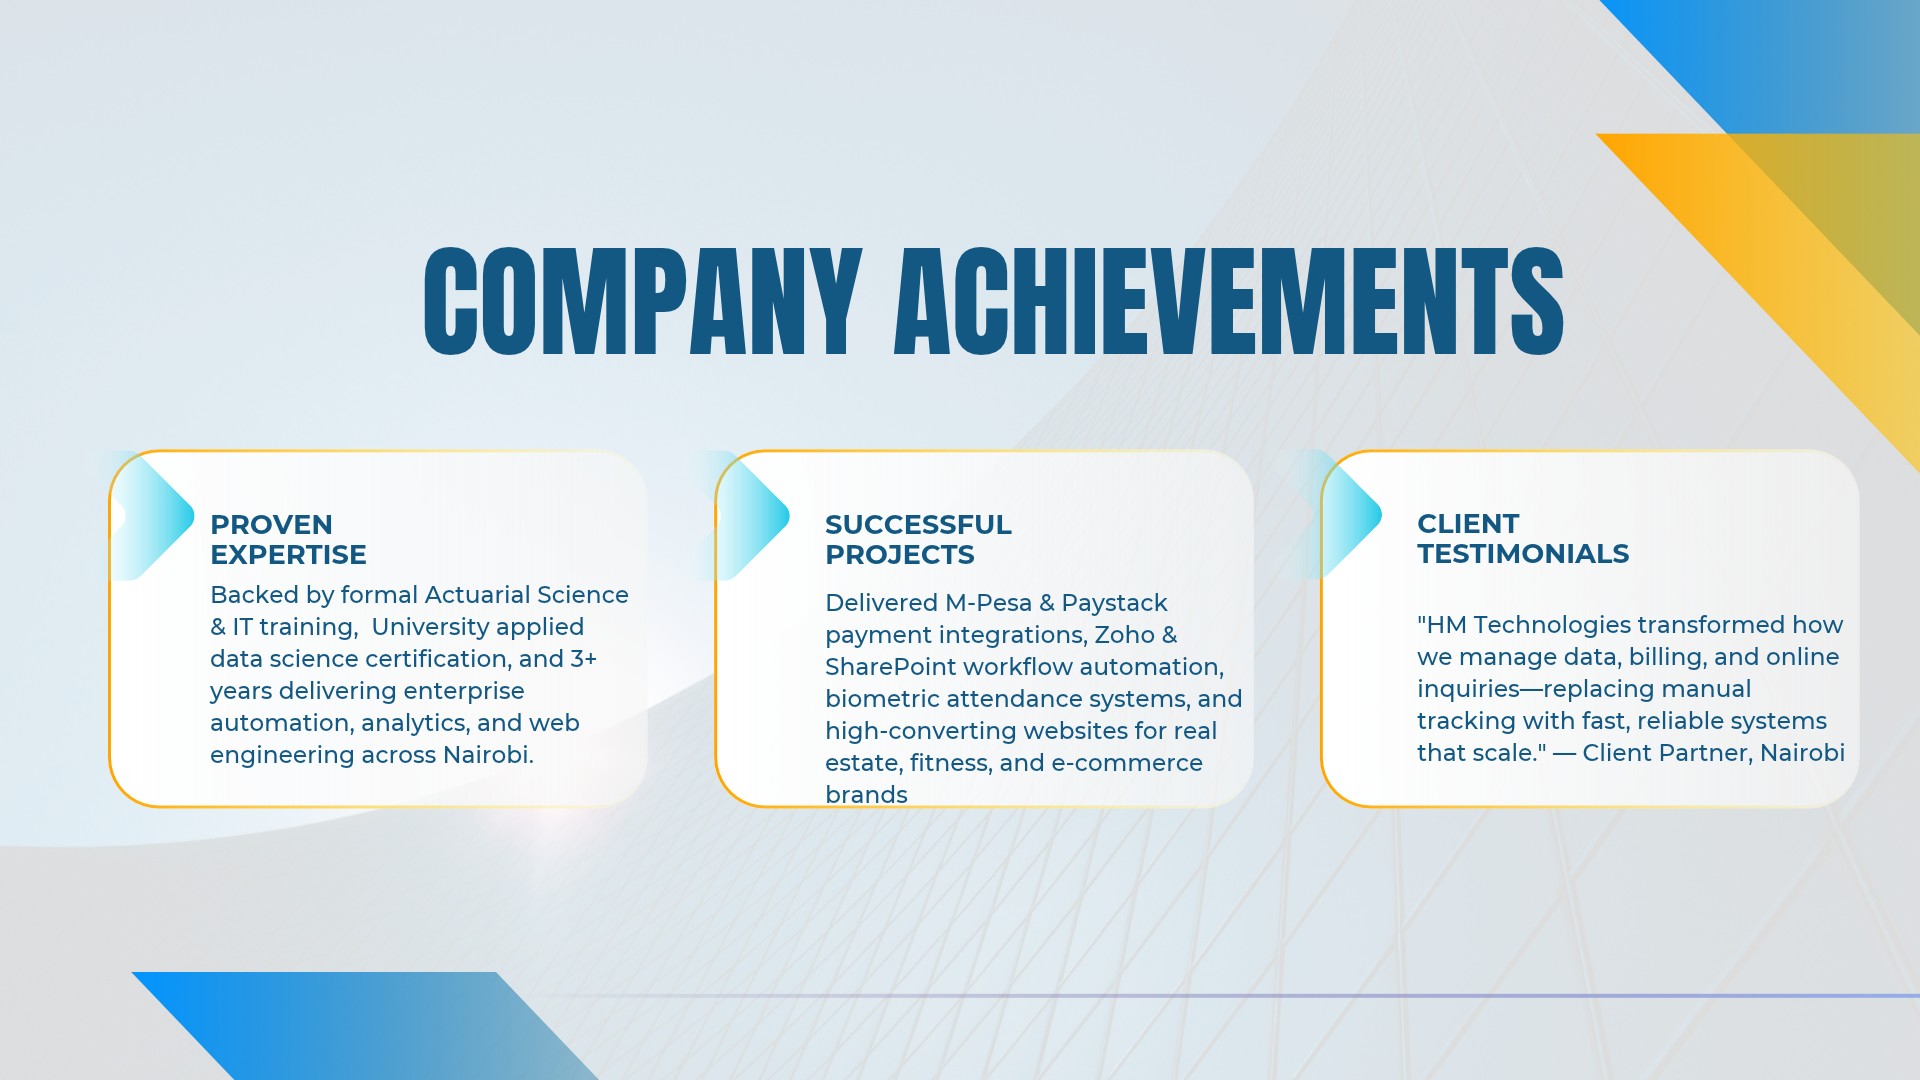 COMPANY ACHIEVEMENTS
PROVEN
EXPERTISE
Backed by formal Actuarial Science
& IT training,  University applied
data science certification, and 3+
years delivering enterprise
automation, analytics, and web
engineering across Nairobi.
SUCCESSFUL
PROJECTS
Delivered M-Pesa & Paystack
payment integrations, Zoho &
SharePoint workflow automation,
biometric attendance systems, and
high-converting websites for real
estate, fitness, and e-commerce
brands
CLIENT
TESTIMONIALS
"HM Technologies transformed how
we manage data, billing, and online
inquiries—replacing manual
tracking with fast, reliable systems
that scale." — Client Partner, Nairobi